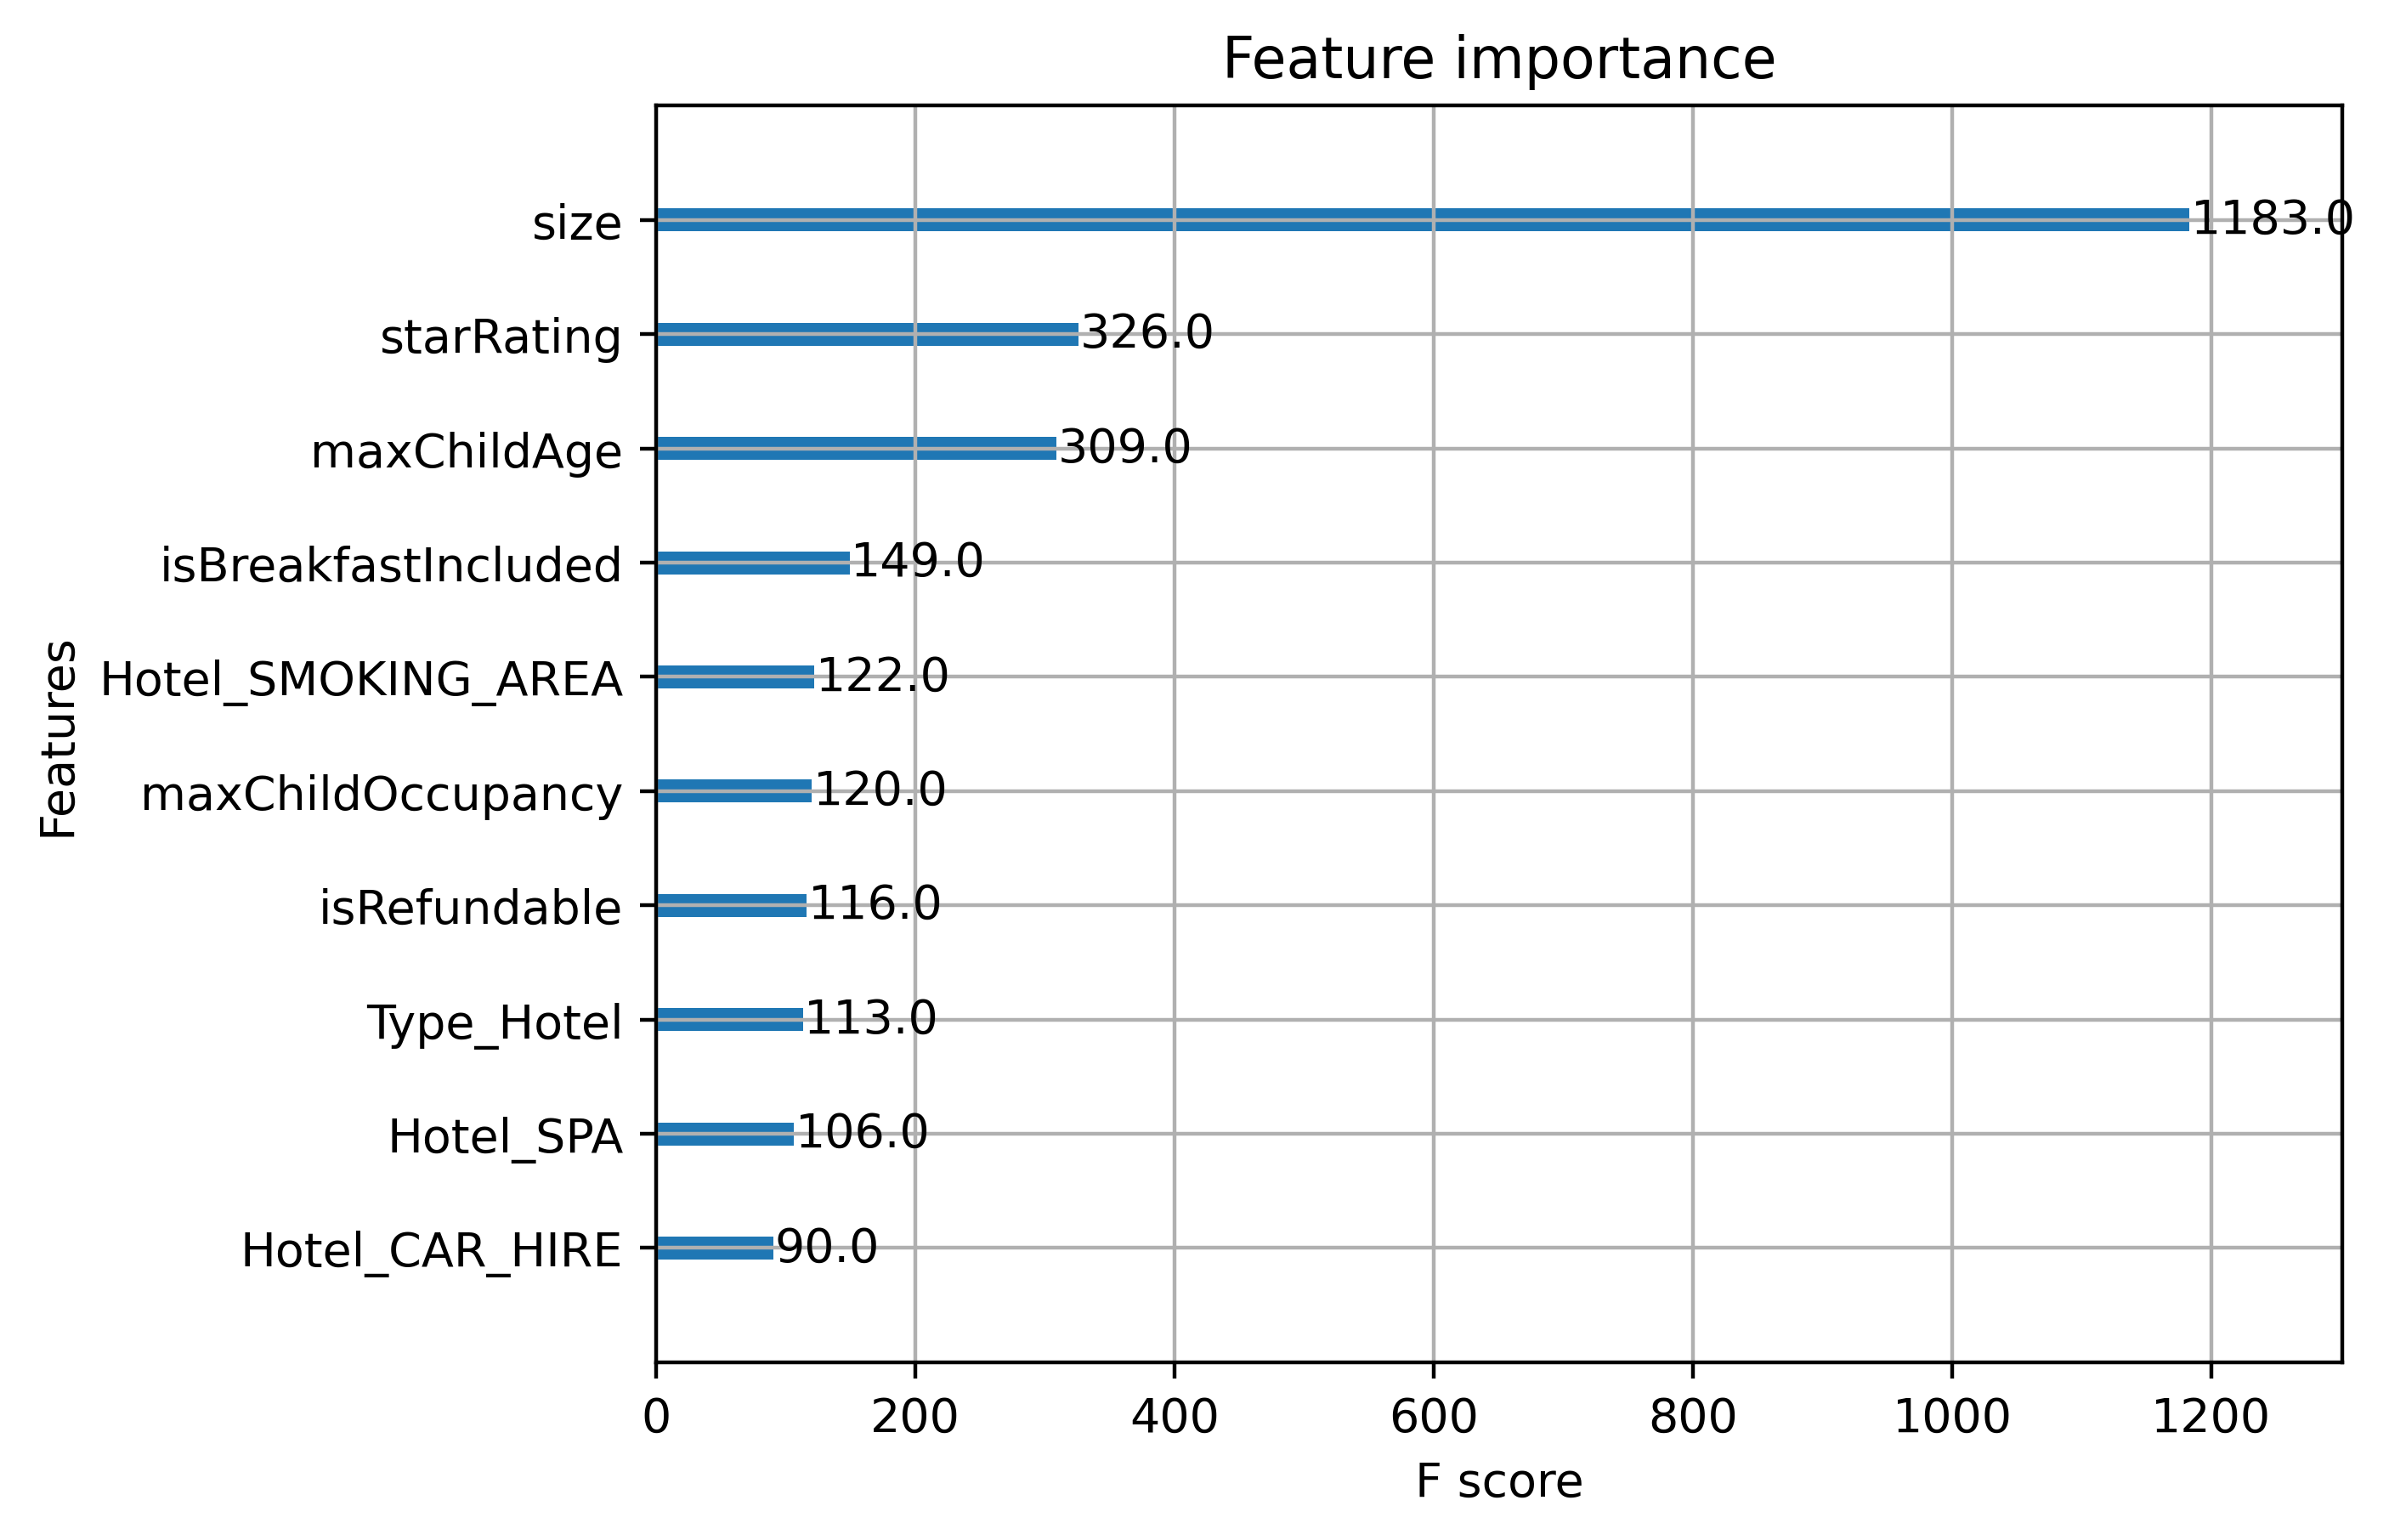 Feature importance
size 1183.0
starRating 326.0
maxChildAge 309.0
isBreakfastIncluded 149.0
Hotel_SMOKING_AREA 122.0
maxChildOccupancy 120.0
isRefundable 116.0
Type_Hotel 113.0
Hotel_SPA 106.0
Hotel_CAR_HIRE 90.0
Features
0 200 400 600 800 1000 1200
F score